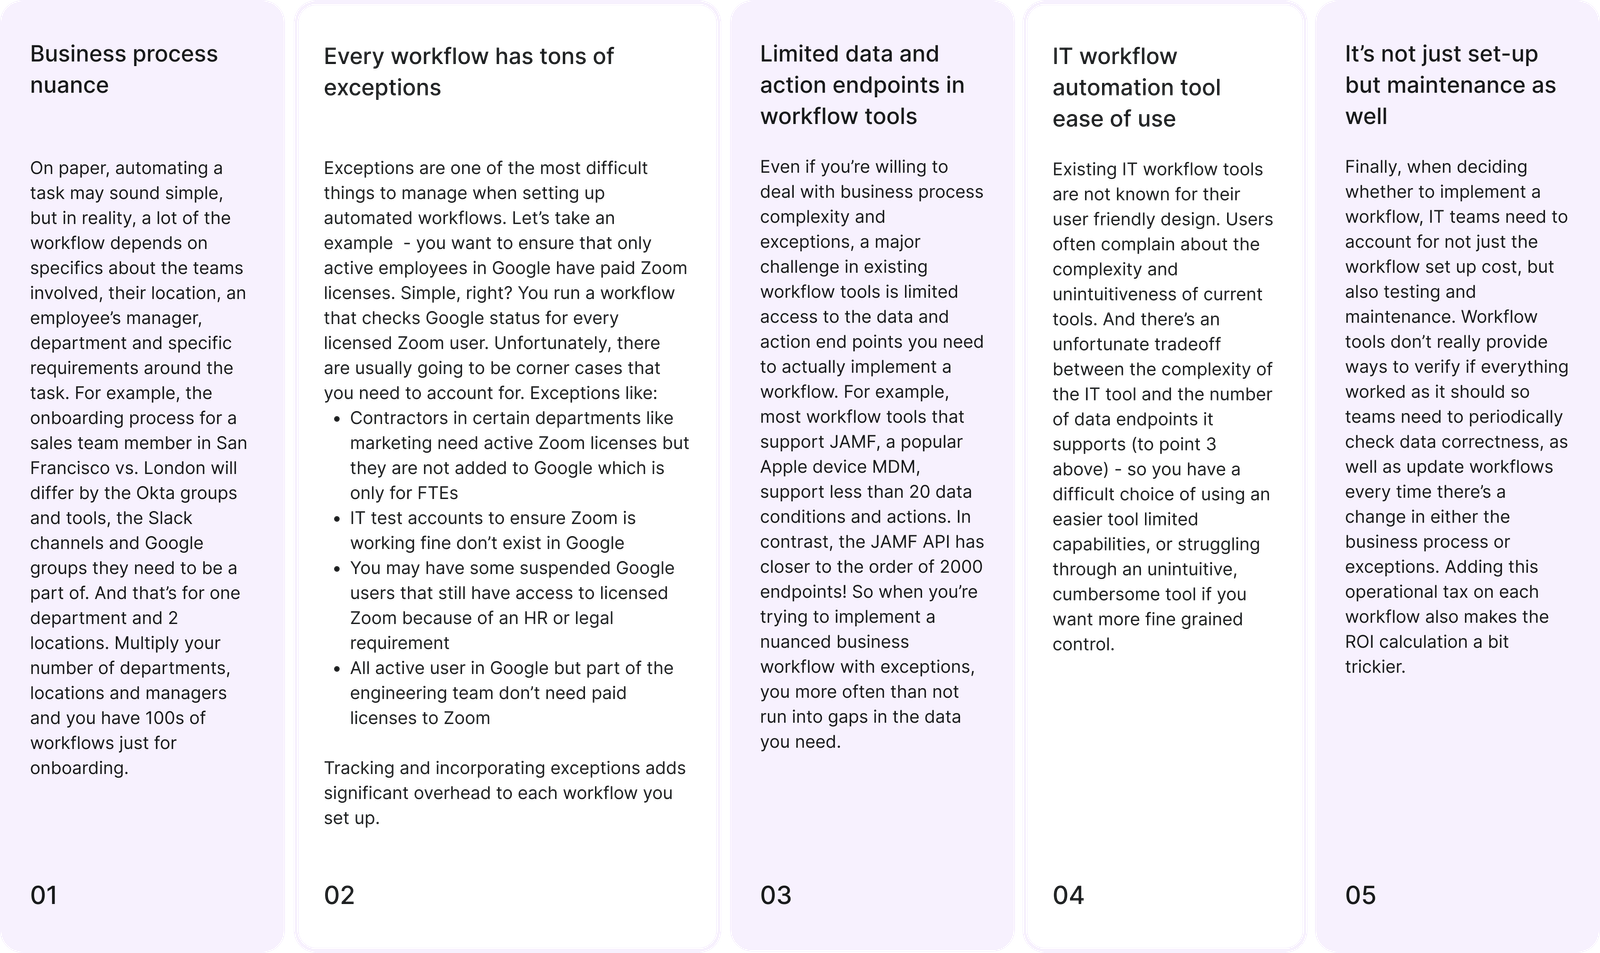 Business process
nuance
On paper, automating a
task may sound simple,
but in reality, a lot of the
workflow depends on
specifics about the teams
involved, their location, an
employee’s manager,
department and specific
requirements around the
task. For example, the
onboarding process for a
sales team member in San
Francisco vs. London will
differ by the Okta groups
and tools, the Slack
channels and Google
groups they need to be a
part of. And that’s for one
department and 2
locations. Multiply your
number of departments,
locations and managers
and you have 100s of
workflows just for
onboarding.
01
Every workflow has tons of
exceptions
Exceptions are one of the most difficult
things to manage when setting up
automated workflows. Let’s take an
example  - you want to ensure that only
active employees in Google have paid Zoom
licenses. Simple, right? You run a workflow
that checks Google status for every
licensed Zoom user. Unfortunately, there
are usually going to be corner cases that
you need to account for. Exceptions like:
• Contractors in certain departments like
marketing need active Zoom licenses but
they are not added to Google which is
only for FTEs
• IT test accounts to ensure Zoom is
working fine don’t exist in Google
• You may have some suspended Google
users that still have access to licensed
Zoom because of an HR or legal
requirement
• All active user in Google but part of the
engineering team don’t need paid
licenses to Zoom
Tracking and incorporating exceptions adds
significant overhead to each workflow you
set up.
02
Limited data and
action endpoints in
workflow tools
Even if you’re willing to
deal with business process
complexity and
exceptions, a major
challenge in existing
workflow tools is limited
access to the data and
action end points you need
to actually implement a
workflow. For example,
most workflow tools that
support JAMF, a popular
Apple device MDM,
support less than 20 data
conditions and actions. In
contrast, the JAMF API has
closer to the order of 2000
endpoints! So when you’re
trying to implement a
nuanced business
workflow with exceptions,
you more often than not
run into gaps in the data
you need.
03
IT workflow
automation tool
ease of use
Existing IT workflow tools
are not known for their
user friendly design. Users
often complain about the
complexity and
unintuitiveness of current
tools. And there’s an
unfortunate tradeoff
between the complexity of
the IT tool and the number
of data endpoints it
supports (to point 3
above) - so you have a
difficult choice of using an
easier tool limited
capabilities, or struggling
through an unintuitive,
cumbersome tool if you
want more fine grained
control.
04
It’s not just set-up
but maintenance as
well
Finally, when deciding
whether to implement a
workflow, IT teams need to
account for not just the
workflow set up cost, but
also testing and
maintenance. Workflow
tools don’t really provide
ways to verify if everything
worked as it should so
teams need to periodically
check data correctness, as
well as update workflows
every time there’s a
change in either the
business process or
exceptions. Adding this
operational tax on each
workflow also makes the
ROI calculation a bit
trickier.
05